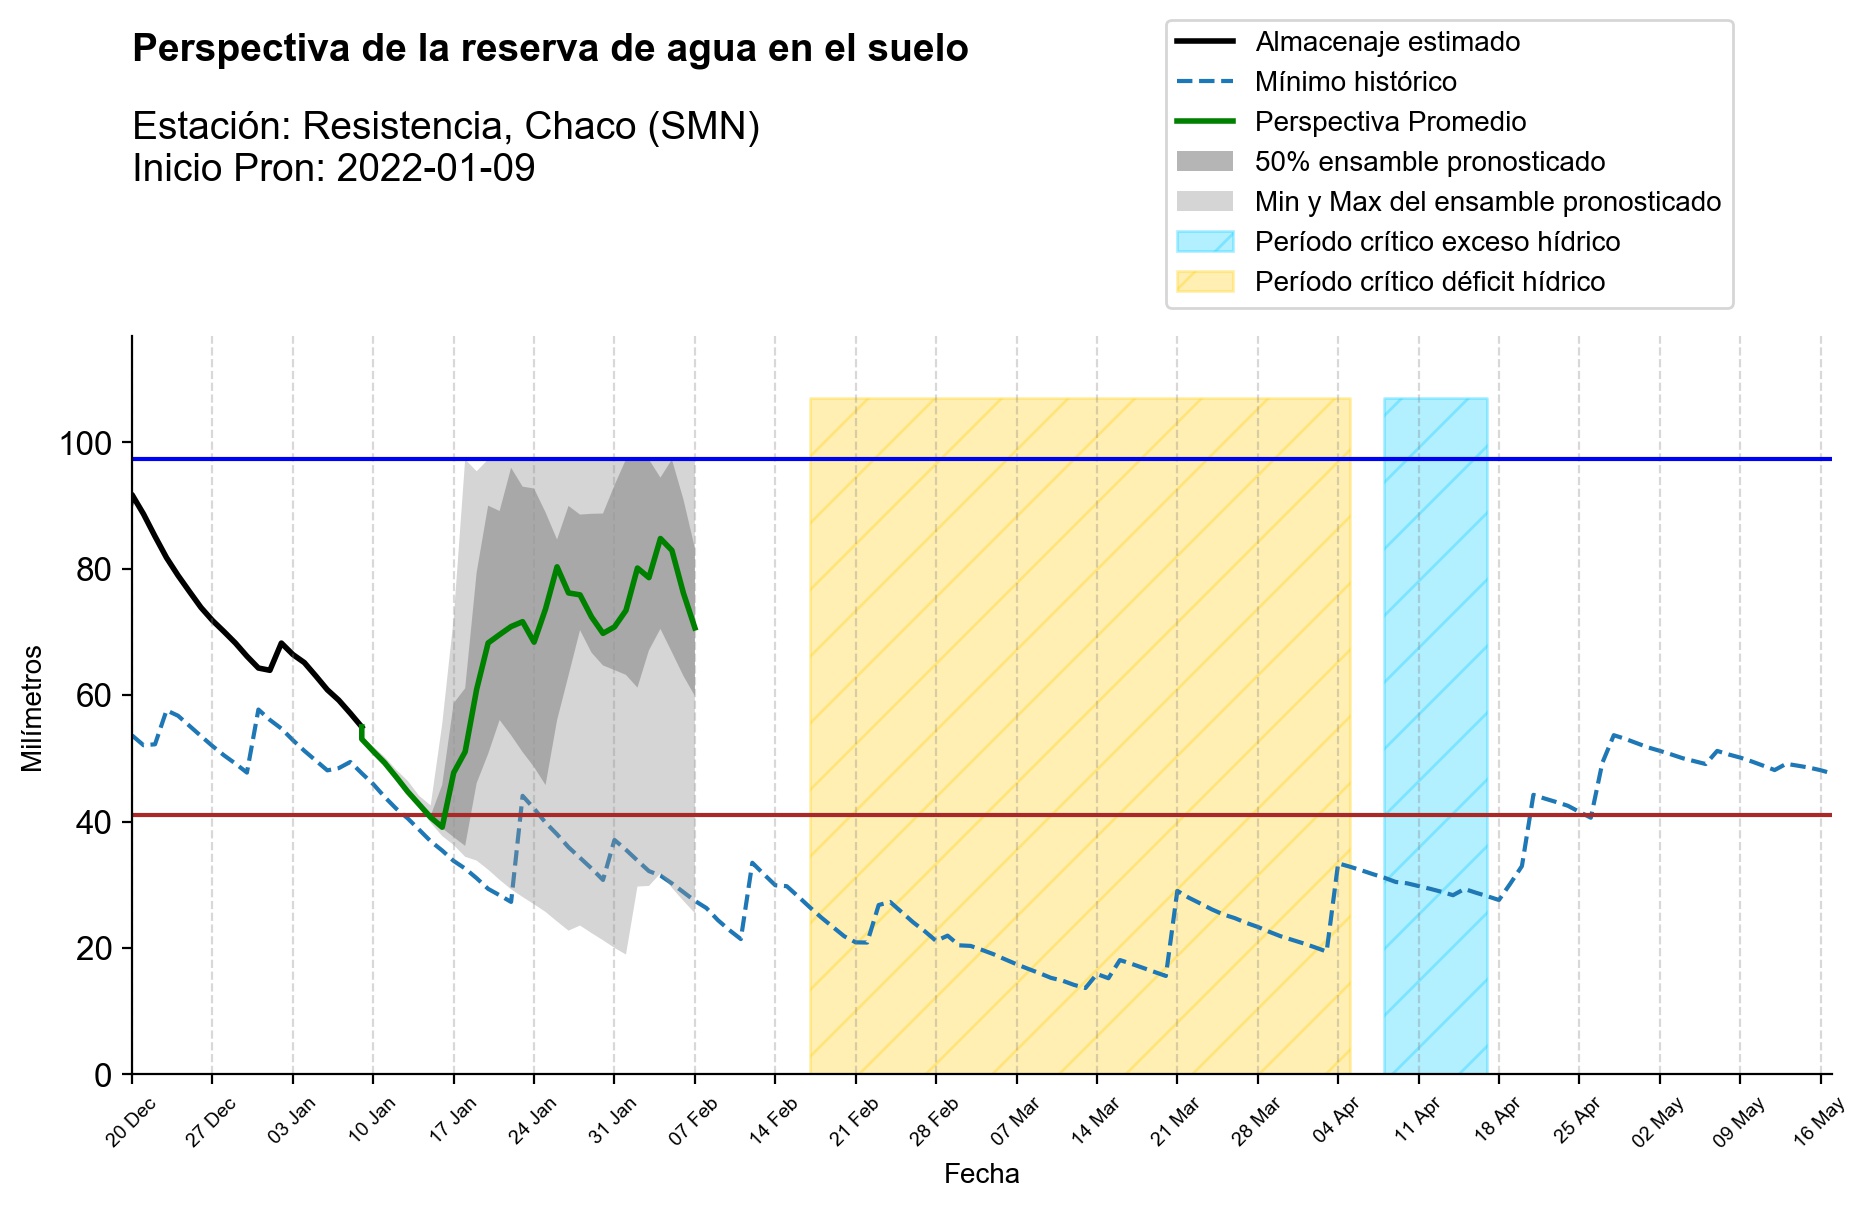 Perspectiva de la reserva de agua en el suelo
Estación: Resistencia, Chaco (SMN)
Inicio Pron: 2022-01-09
Almacenaje estimado
Mínimo histórico
Perspectiva Promedio
50% ensamble pronosticado
Min y Max del ensamble pronosticado
Período crítico exceso hídrico
Período crítico déficit hídrico
Milímetros
100
80
60
40
20
0
20 Dec
27 Dec
03 Jan
10 Jan
17 Jan
24 Jan
31 Jan
07 Feb
14 Feb
21 Feb
28 Feb
07 Mar
14 Mar
21 Mar
28 Mar
04 Apr
11 Apr
18 Apr
25 Apr
02 May
09 May
16 May
Fecha